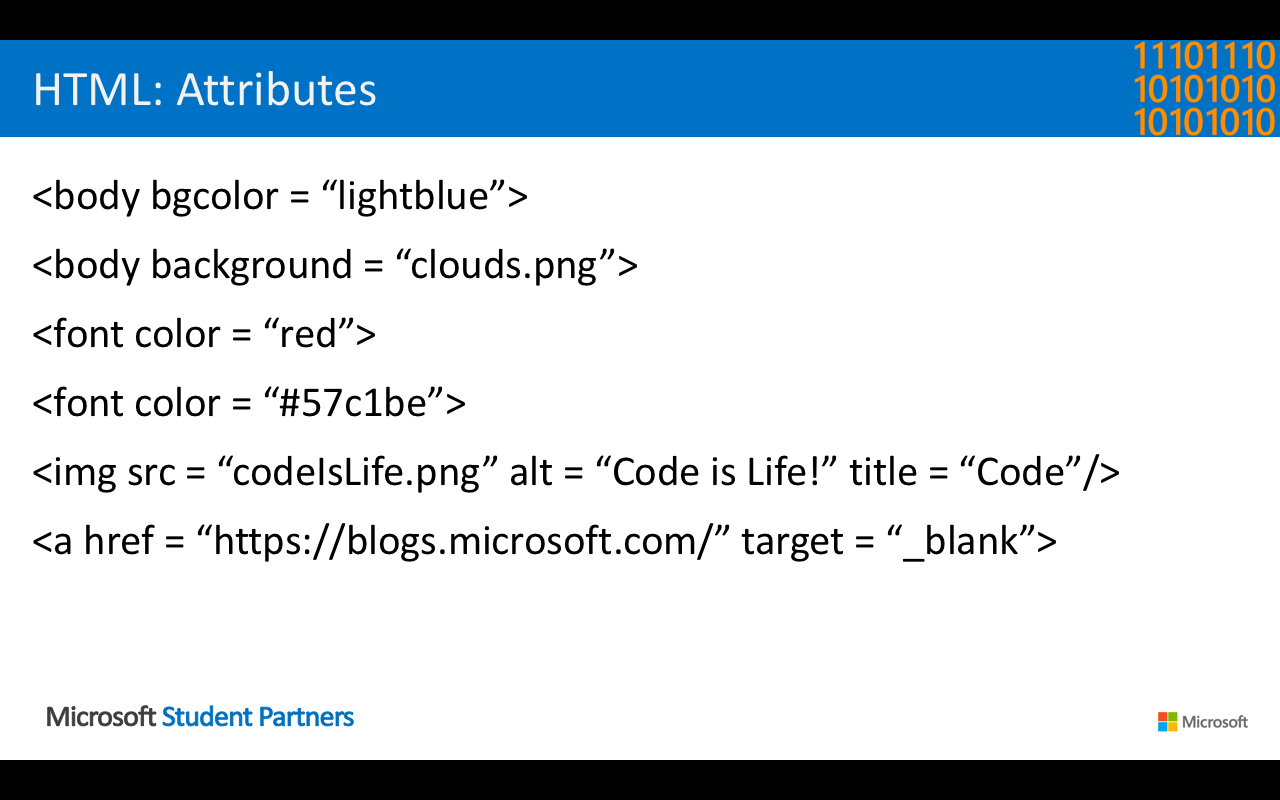 HTML: Attributes
11101110
10101010
10101010
<body bgcolor = “lightblue”>
<body background = “clouds.png”>
<font color = “red”>
<font color = “#57c1be”>
<img src = “codeIsLife.png” alt = “Code is Life!” title = “Code”/>
<a href = “https://blogs.microsoft.com/” target = “_blank”>
Microsoft Student Partners
Microsoft